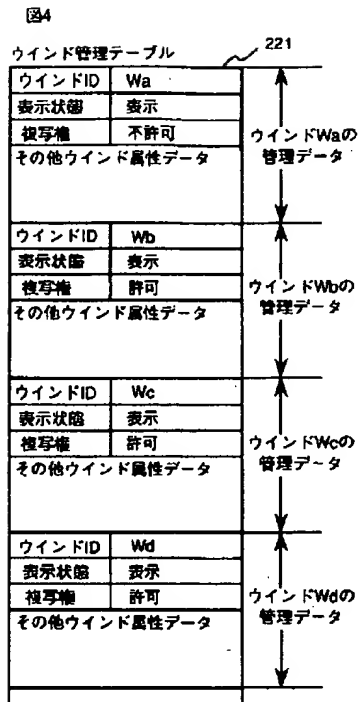 図4
ウインド管理テーブル
221
ウインドID Wa
表示状態 表示
複写権 不許可
その他ウインド属性データ
ウインドWaの
管理データ
ウインドID Wb
表示状態 表示
複写権 許可
その他ウインド属性データ
ウインドWbの
管理データ
ウインドID Wc
表示状態 表示
複写権 許可
その他ウインド属性データ
ウインドWcの
管理データ
ウインドID Wd
表示状態 表示
複写権 許可
その他ウインド属性データ
ウインドWdの
管理データ